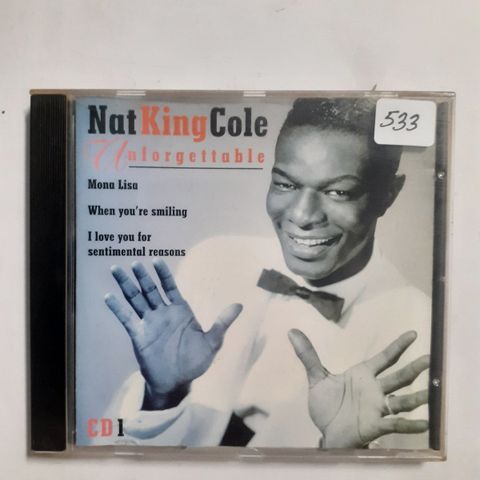 Nat King Cole
Unforgettable
533
Mona Lisa
When you're smiling
I love you for
sentimental reasons
CD 1